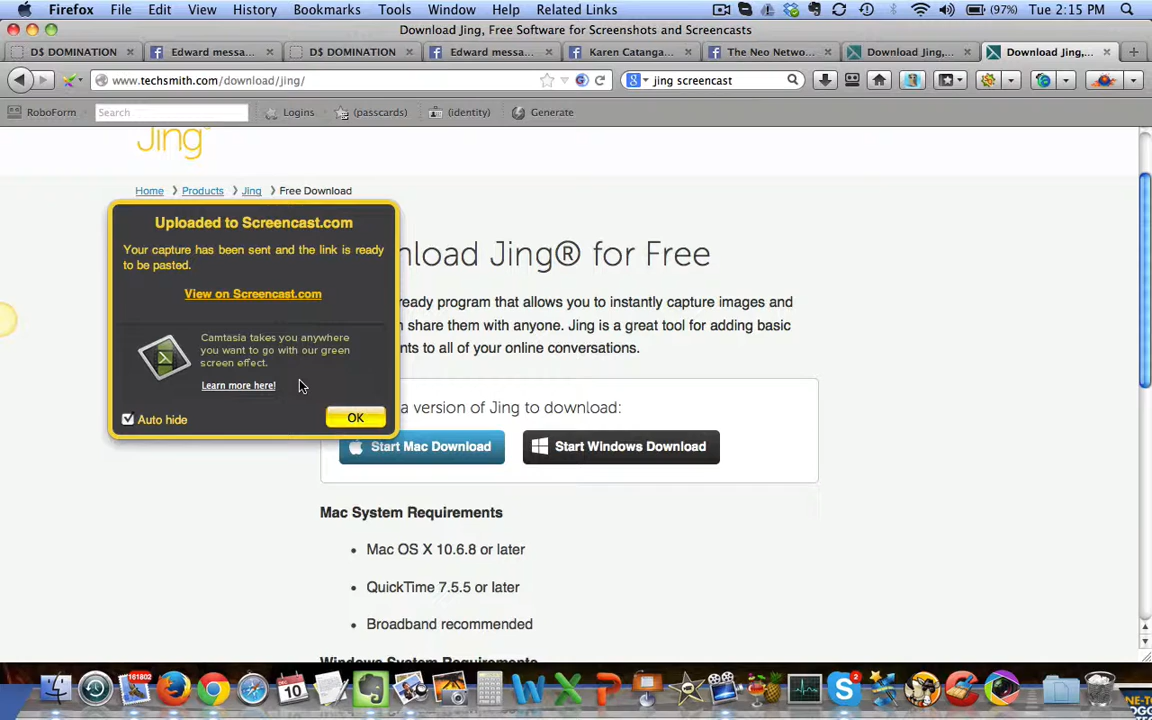 Firefox File Edit View History Bookmarks Tools Window Help Related Links (97%) Tue 2:15 PM
Download Jing, Free Software for Screenshots and Screencasts
D$ DOMINATION Edward messa... D$ DOMINATION Edward messa... Karen Catanga... The Neo Netwo... Download Jing,... Download Jing,...
www.techsmith.com/download/jing/ jing screencast
RoboForm Search Logins (passcards) (identity) Generate
Jing
Home Products Jing Free Download
Uploaded to Screencast.com
Your capture has been sent and the link is ready
to be pasted.
View on Screencast.com
Camtasia takes you anywhere
you want to go with our green
screen effect.
Learn more here!
Auto hide OK
nload Jing® for Free
ready program that allows you to instantly capture images and
share them with anyone. Jing is a great tool for adding basic
nts to all of your online conversations.
a version of Jing to download:
Start Mac Download Start Windows Download
Mac System Requirements
• Mac OS X 10.6.8 or later
• QuickTime 7.5.5 or later
• Broadband recommended
Windows System Requirements
161802 DEC 10 2